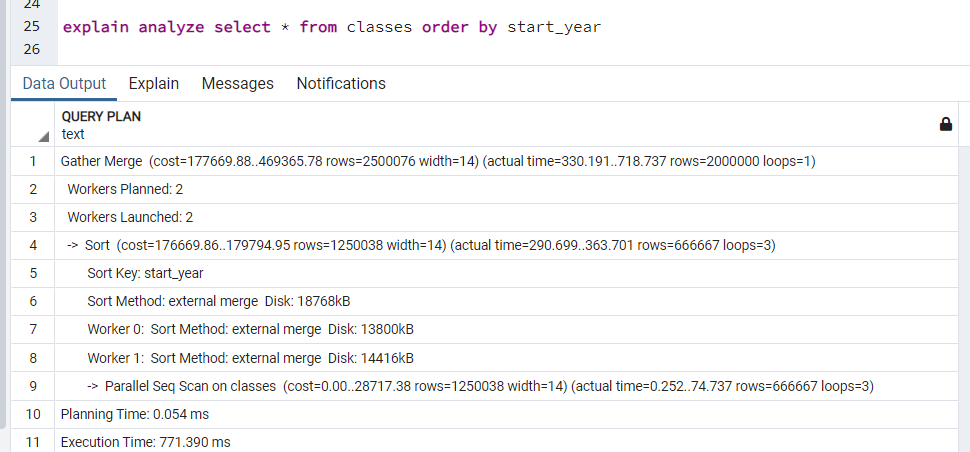 24
25 explain analyze select * from classes order by start_year
26
Data Output Explain Messages Notifications
QUERY PLAN
text
1 Gather Merge (cost=177669.88..469365.78 rows=2500076 width=14) (actual time=330.191..718.737 rows=2000000 loops=1)
2 Workers Planned: 2
3 Workers Launched: 2
4 -> Sort (cost=176669.86..179794.95 rows=1250038 width=14) (actual time=290.699..363.701 rows=666667 loops=3)
5 Sort Key: start_year
6 Sort Method: external merge Disk: 18768kB
7 Worker 0: Sort Method: external merge Disk: 13800kB
8 Worker 1: Sort Method: external merge Disk: 14416kB
9 -> Parallel Seq Scan on classes (cost=0.00..28717.38 rows=1250038 width=14) (actual time=0.252..74.737 rows=666667 loops=3)
10 Planning Time: 0.054 ms
11 Execution Time: 771.390 ms